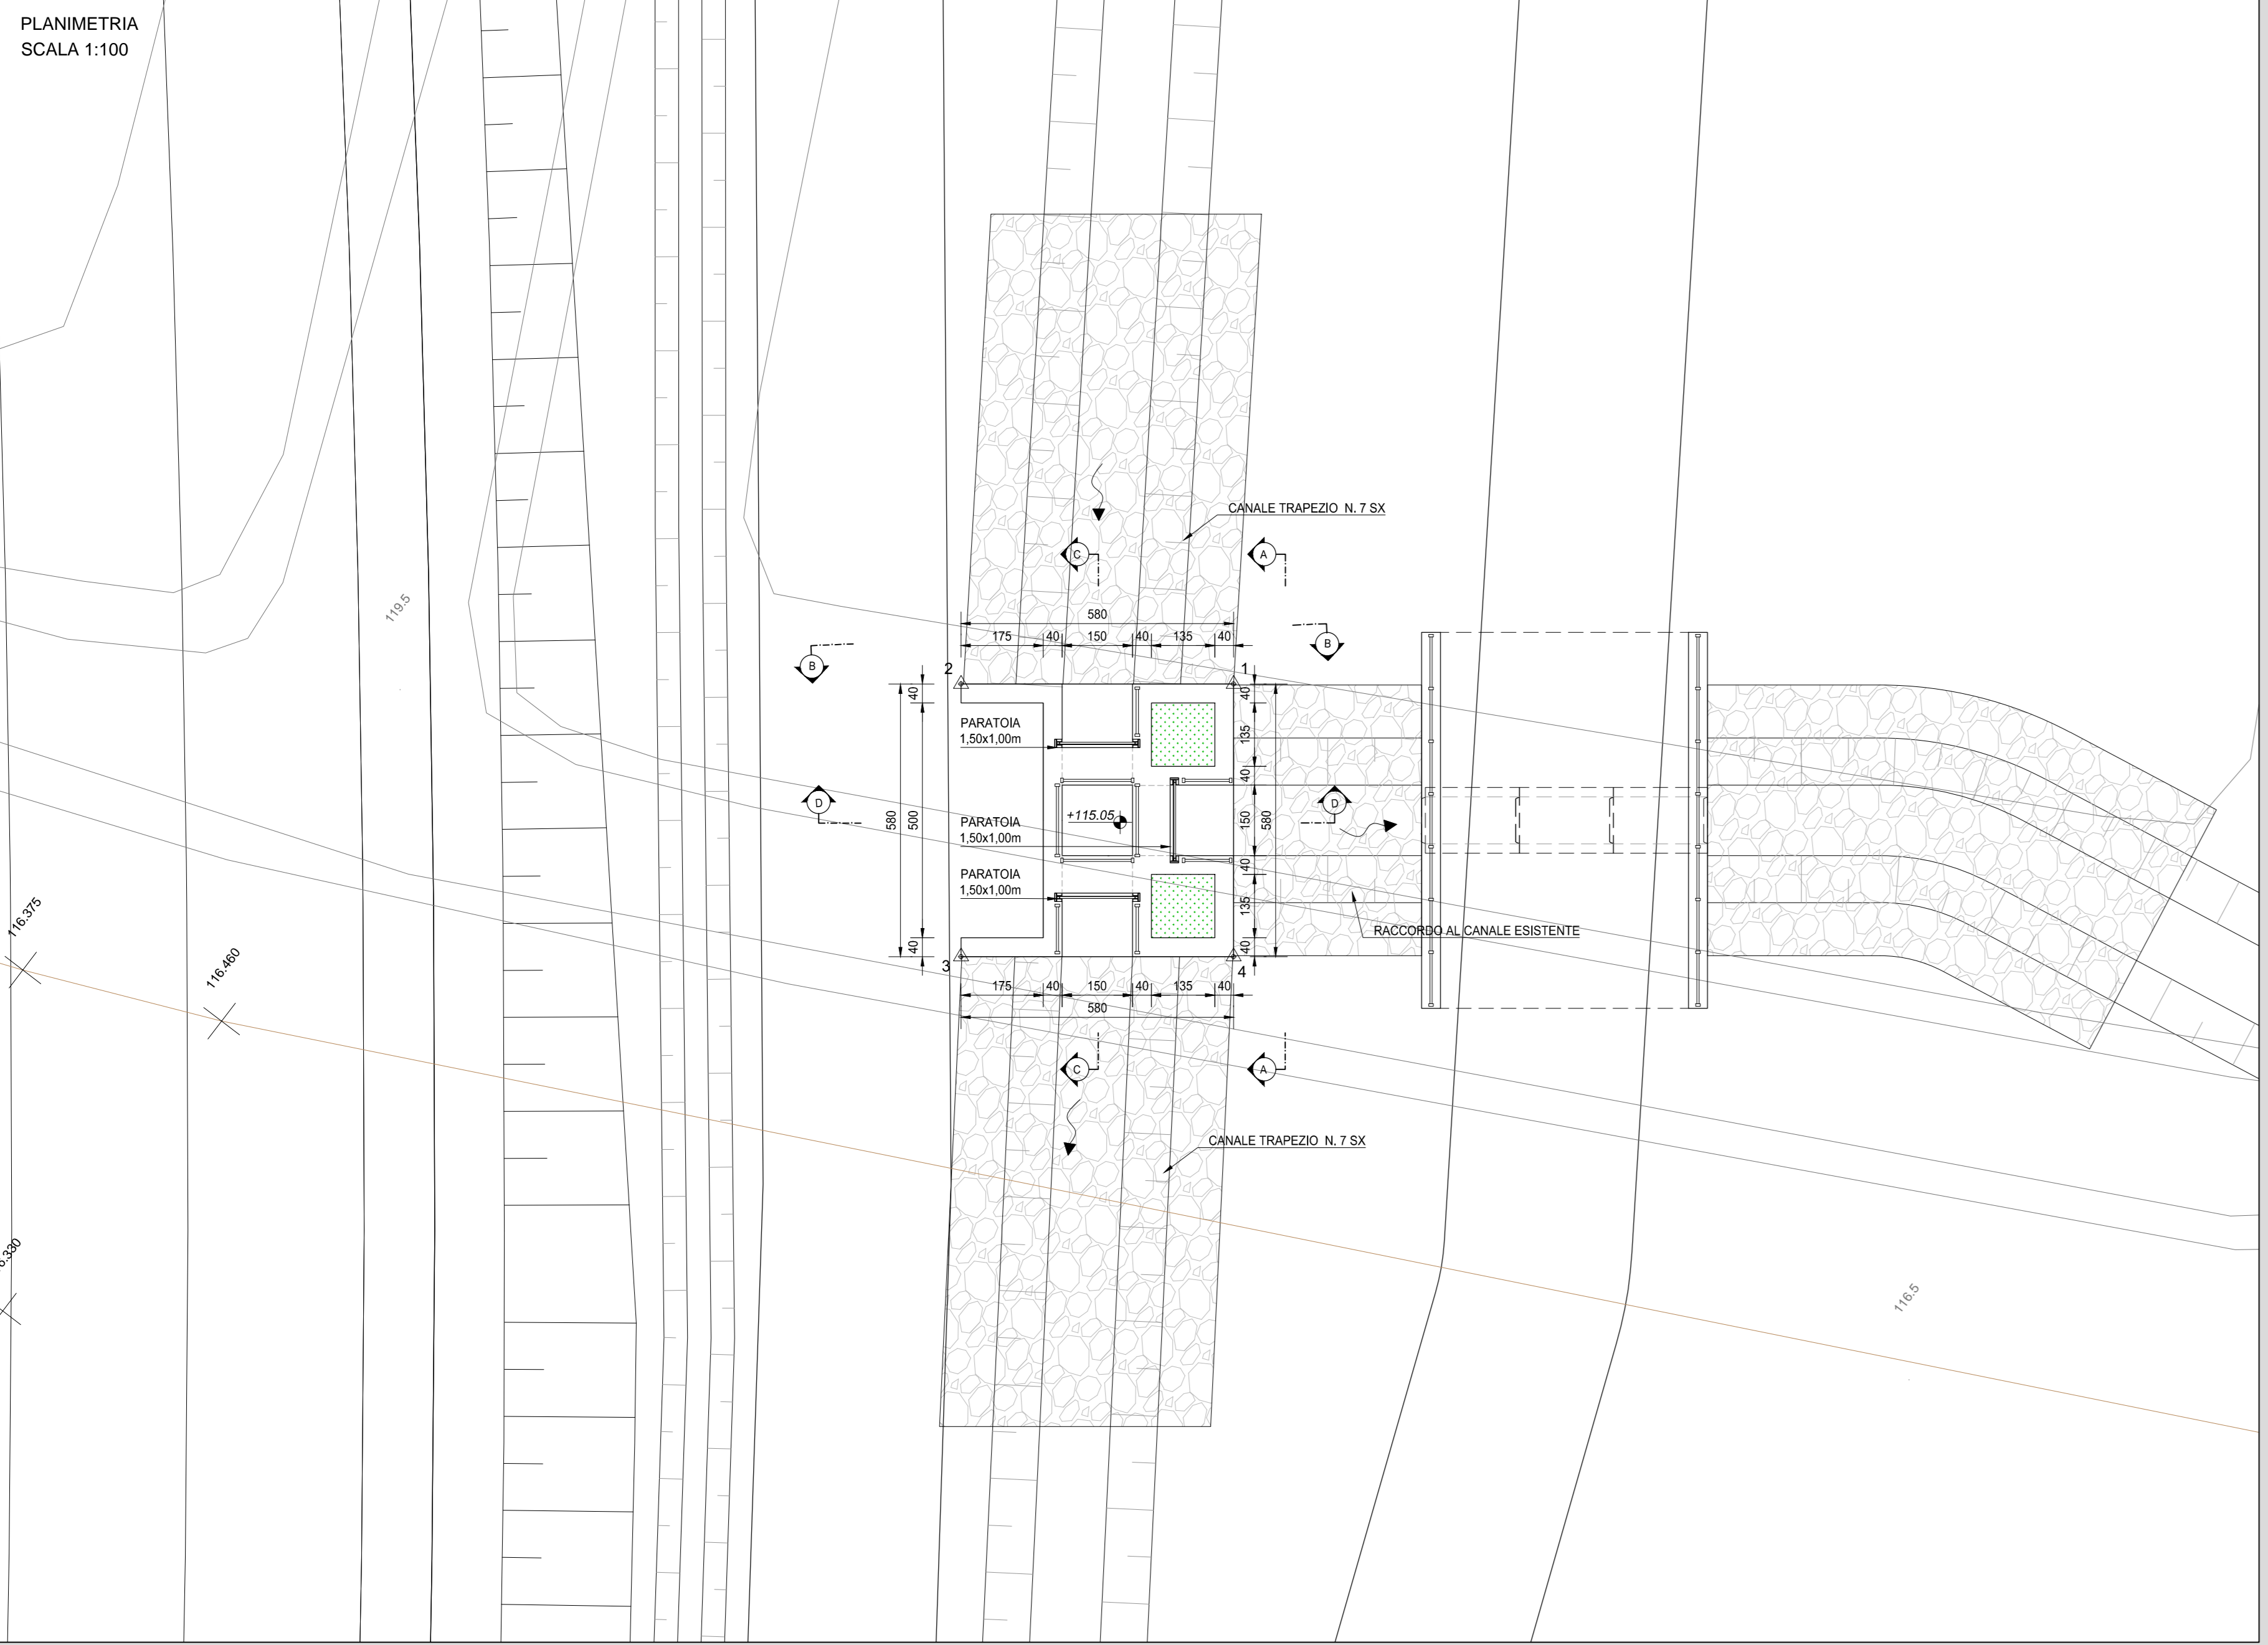 PLANIMETRIA
SCALA 1:100
CANALE TRAPEZIO N. 7 SX
C
A
119.5
580
175 40 150 40 135 40
B
B
2
1
40
40
PARATOIA
1,50x1,00m
135
40
D
D
580
500
+115.05
150
580
PARATOIA
1,50x1,00m
40
PARATOIA
1,50x1,00m
135
116.375
RACCORDO AL CANALE ESISTENTE
40
40
3
4
116.460
175 40 150 40 135 40
580
C
A
CANALE TRAPEZIO N. 7 SX
116.5